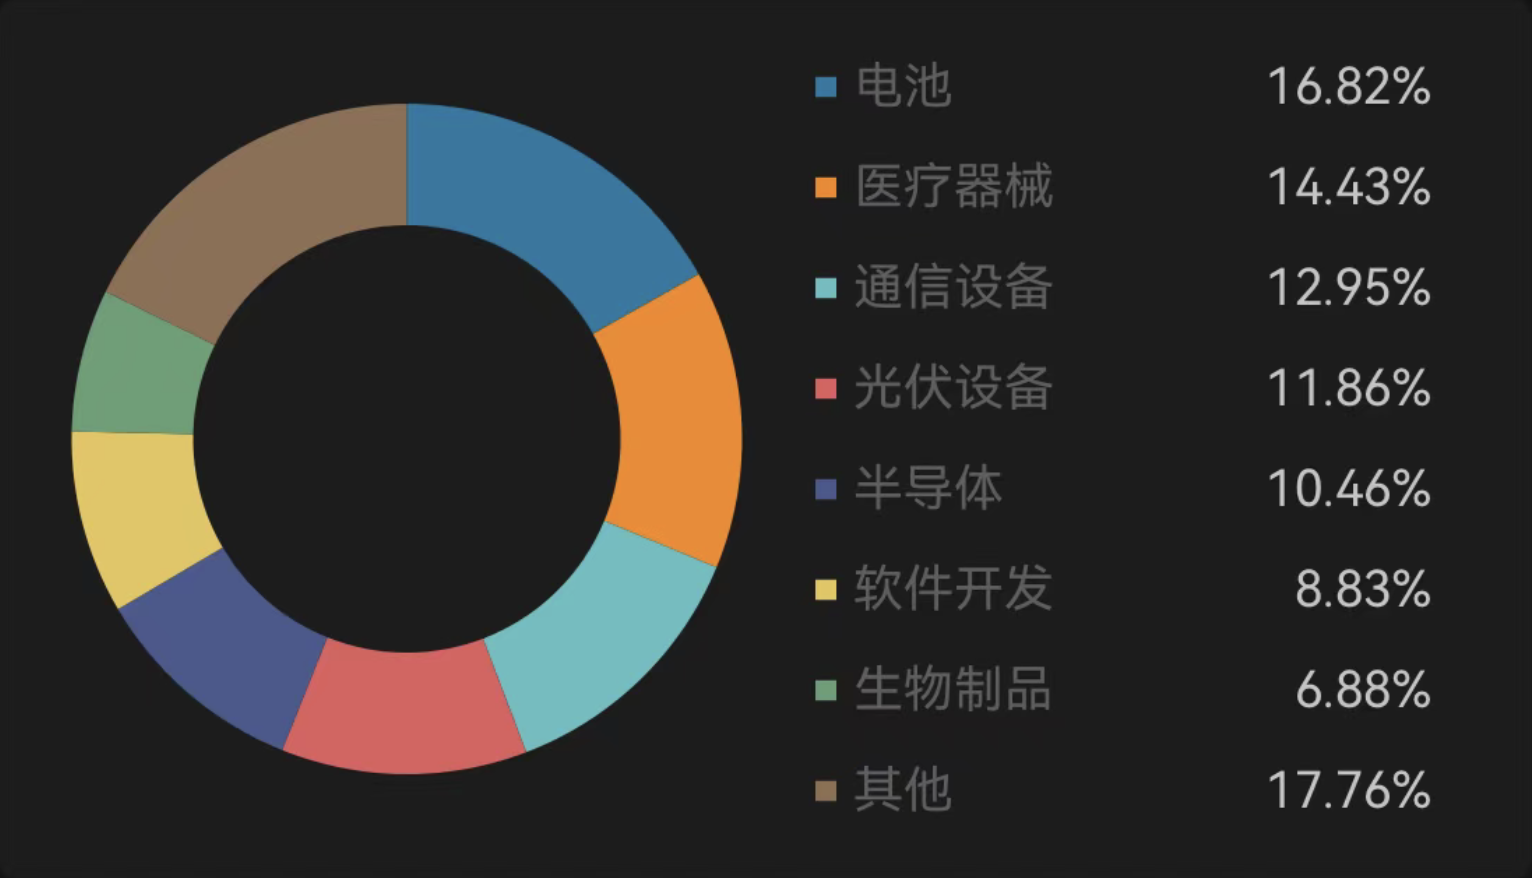 电池 16.82%
医疗器械 14.43%
通信设备 12.95%
光伏设备 11.86%
半导体 10.46%
软件开发 8.83%
生物制品 6.88%
其他 17.76%